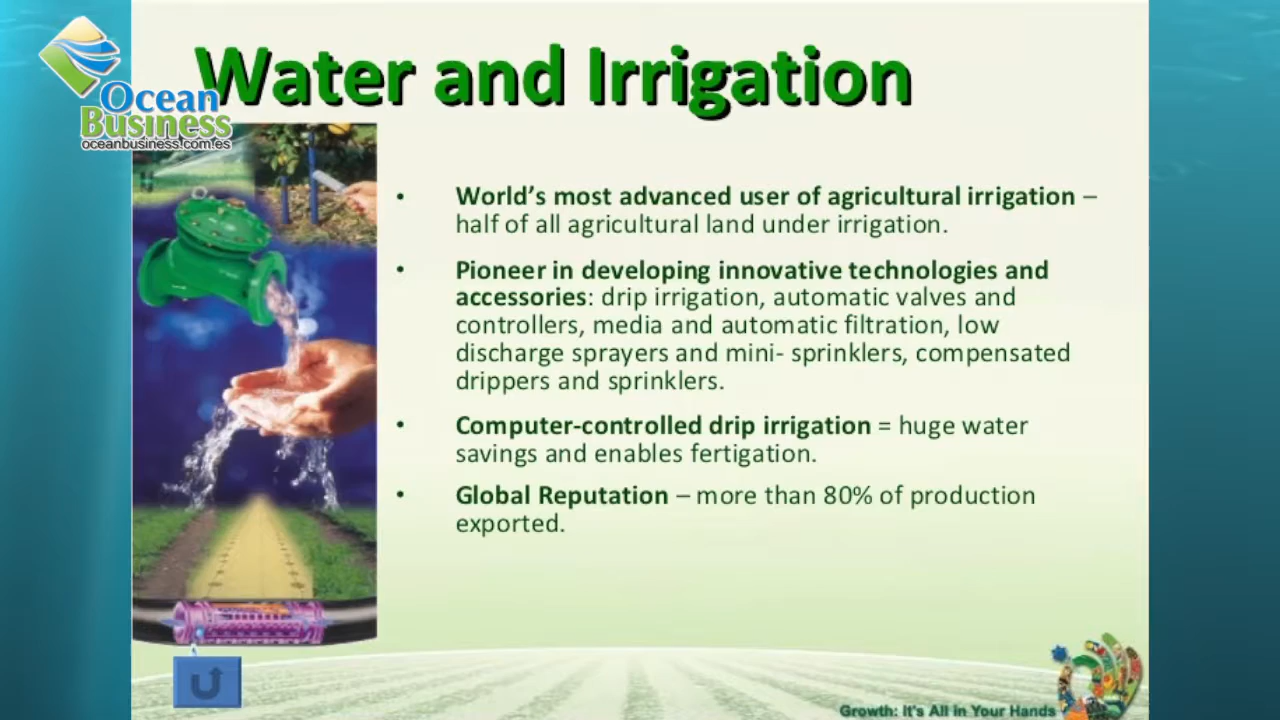 Water and Irrigation
Ocean
Business
oceanbusiness.com.es
• World’s most advanced user of agricultural irrigation –
half of all agricultural land under irrigation.
• Pioneer in developing innovative technologies and
accessories: drip irrigation, automatic valves and
controllers, media and automatic filtration, low
discharge sprayers and mini- sprinklers, compensated
drippers and sprinklers.
• Computer-controlled drip irrigation = huge water
savings and enables fertigation.
• Global Reputation – more than 80% of production
exported.
Growth: It's All in Your Hands